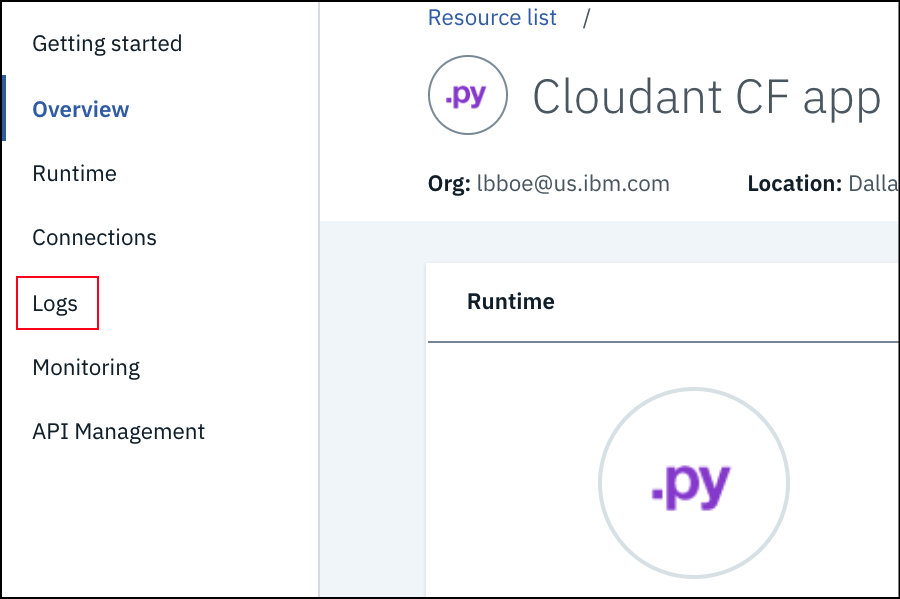 Getting started
Overview
Runtime
Connections
Logs
Monitoring
API Management
Resource list /
.py Cloudant CF app
Org: lbboe@us.ibm.com Location: Dalla
Runtime
.py